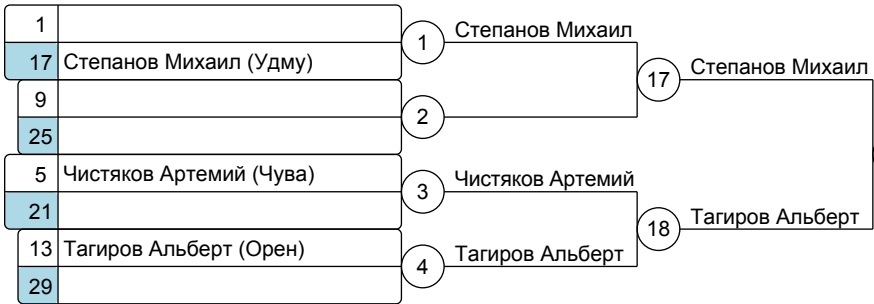 1
17 Степанов Михаил (Удму)
9
25
5 Чистяков Артемий (Чува)
21
13 Тагиров Альберт (Орен)
29
1 Степанов Михаил
2
3 Чистяков Артемий
4 Тагиров Альберт
17 Степанов Михаил
18 Тагиров Альберт